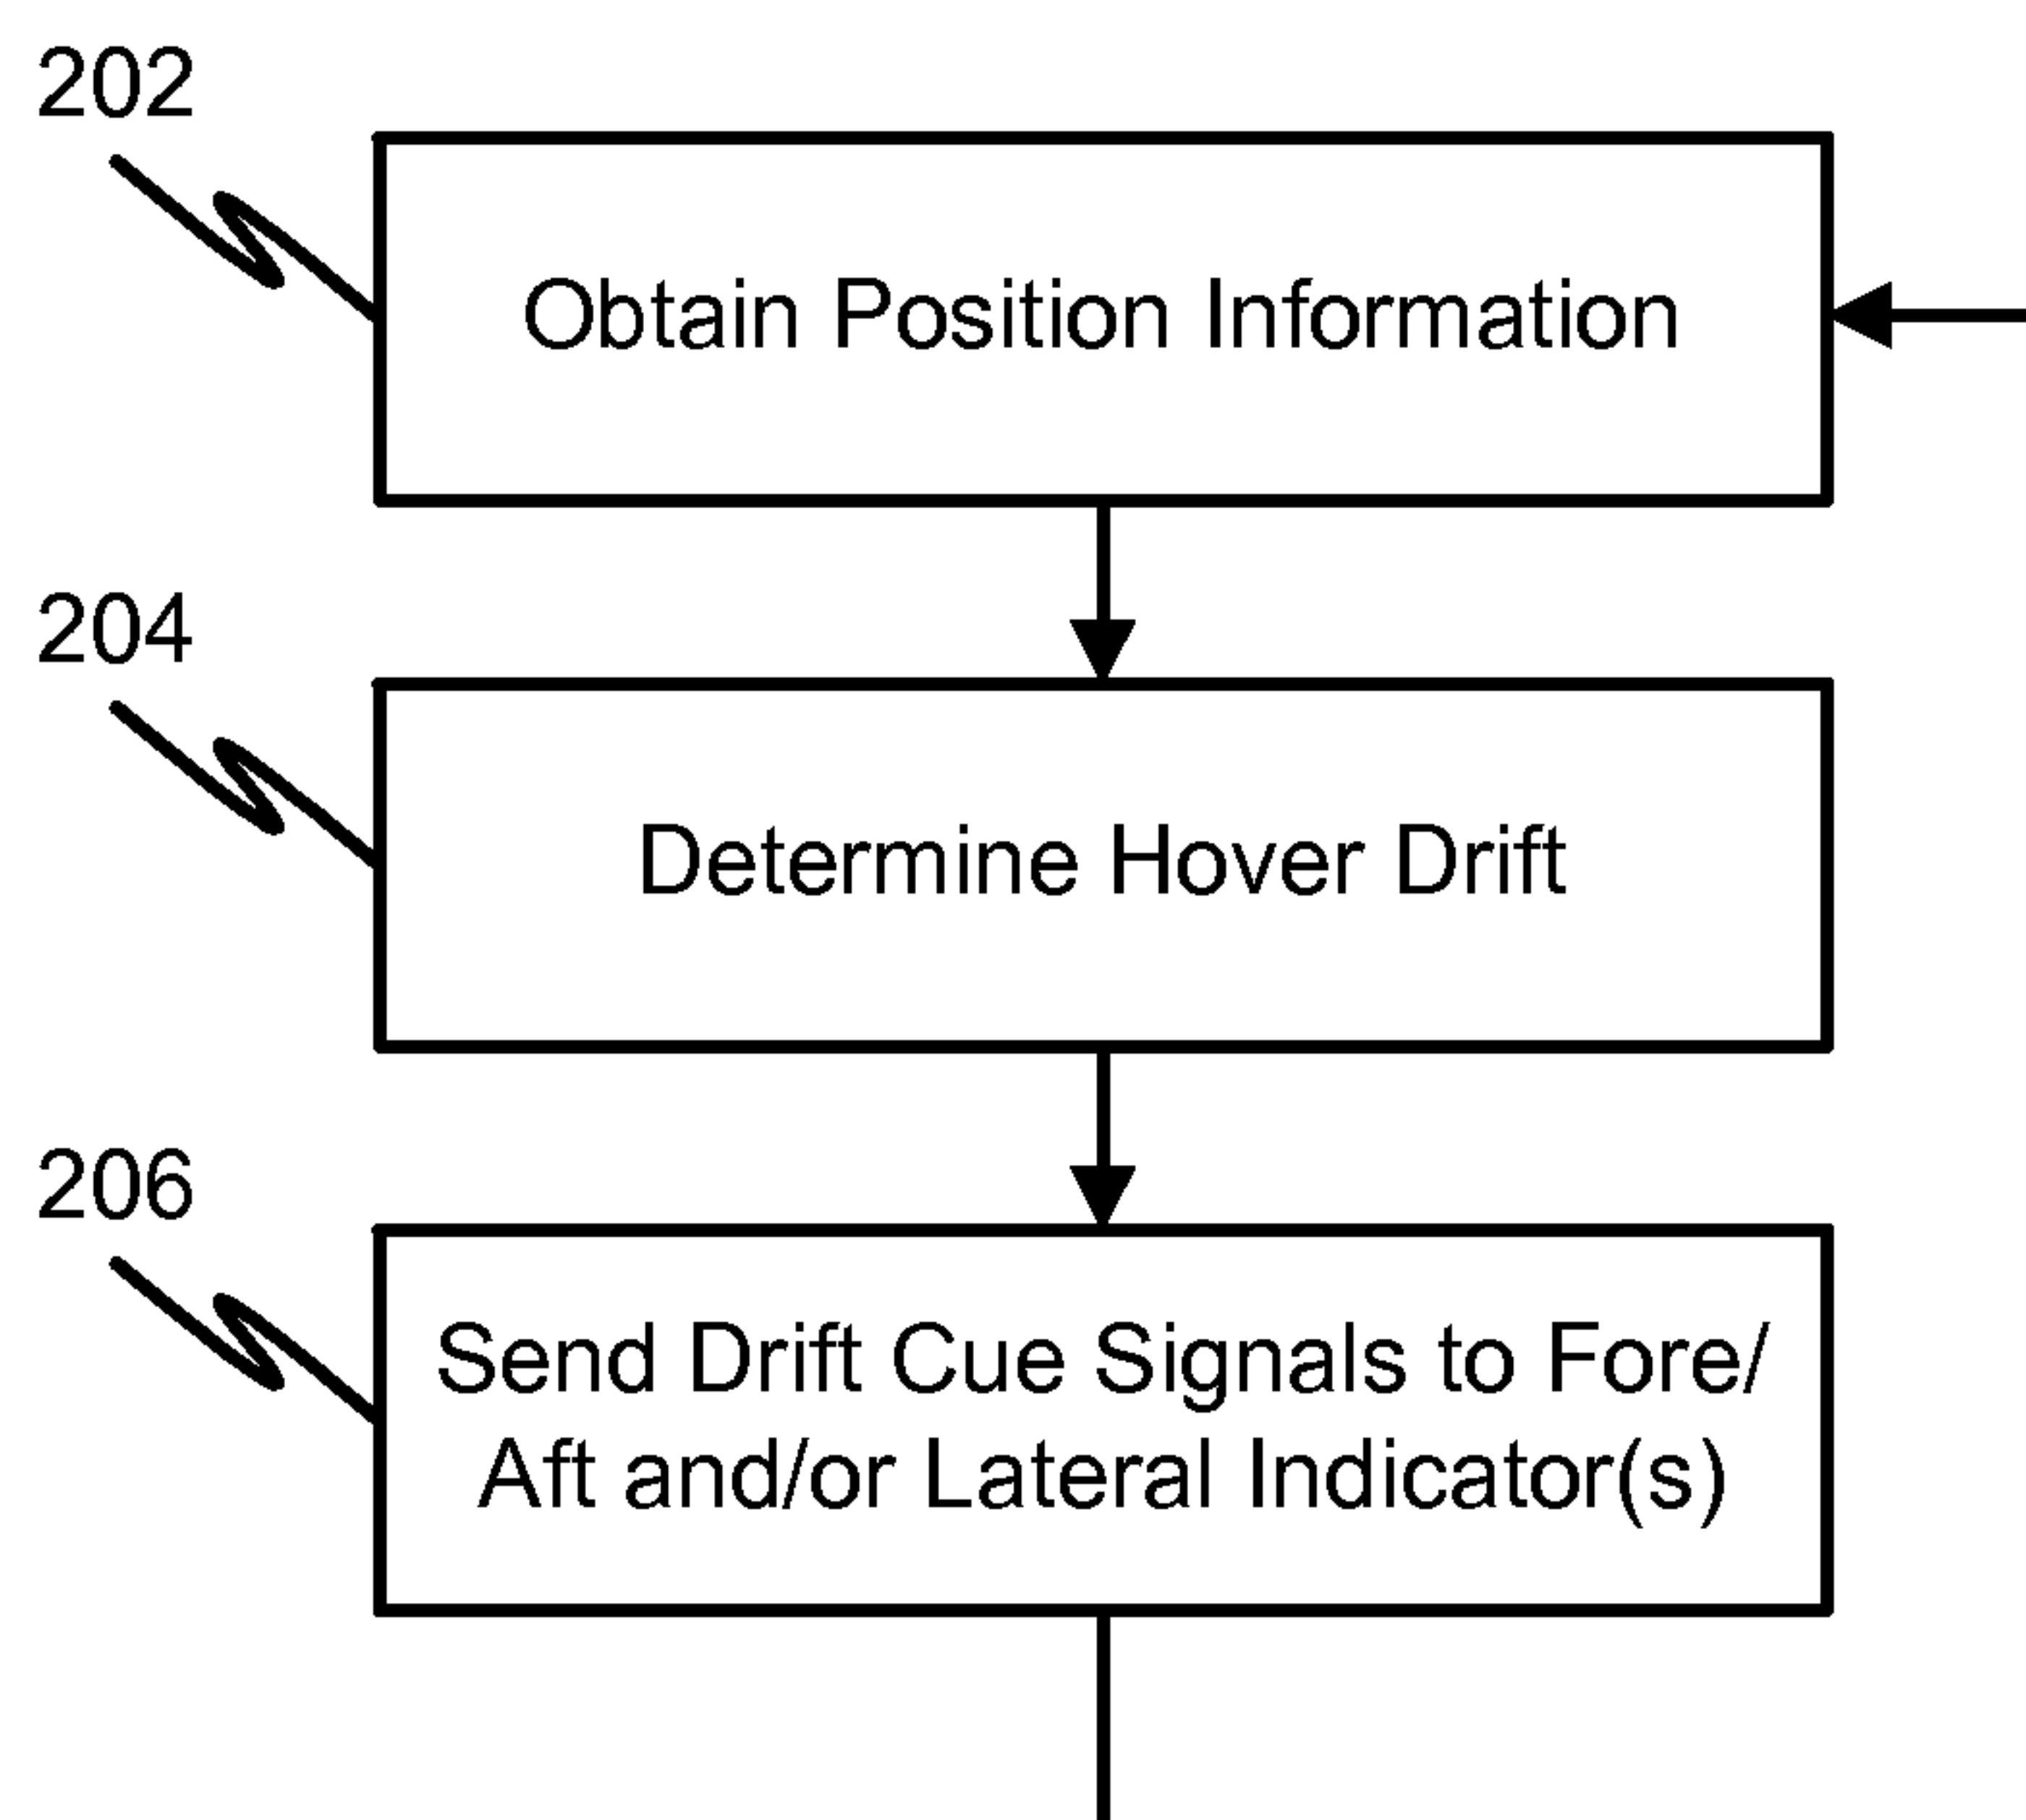 202
Obtain Position Information
204
Determine Hover Drift
206
Send Drift Cue Signals to Fore/
Aft and/or Lateral Indicator(s)